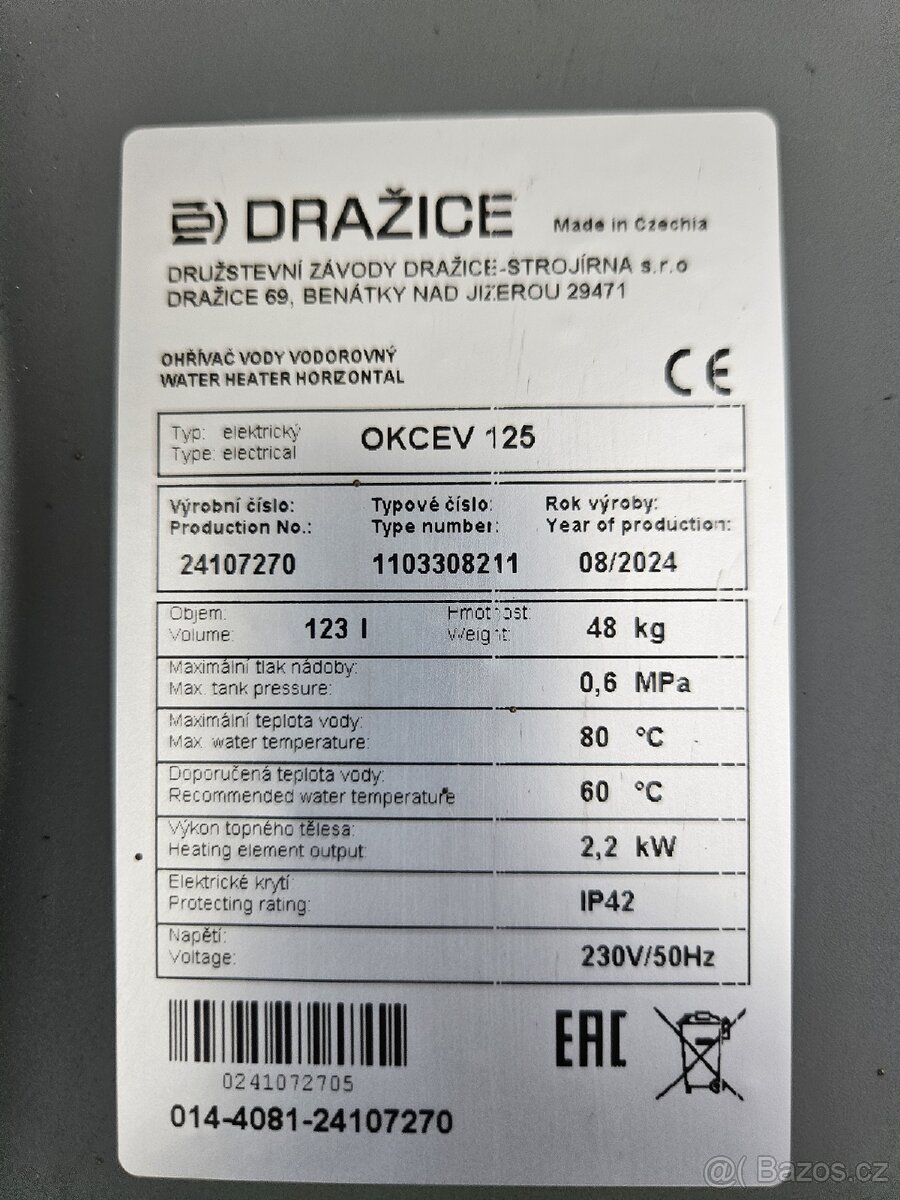 DRAŽICE Made in Czechia
DRUŽSTEVNÍ ZÁVODY DRAŽICE-STROJÍRNA s.r.o
DRAŽICE 69, BENÁTKY NAD JIZEROU 29471
OHŘÍVAČ VODY VODOROVNÝ
WATER HEATER HORIZONTAL
CE
Typ: elektrický OKCEV 125
Type: electrical
Výrobní číslo: Typové číslo: Rok výroby:
Production No.: Type number: Year of production:
24107270 1103308211 08/2024
Objem: Hmotnost:
Volume: 123 l Weight: 48 kg
Maximální tlak nádoby:
Max. tank pressure: 0,6 MPa
Maximální teplota vody:
Max. water temperature: 80 °C
Doporučená teplota vody:
Recommended water temperature 60 °C
Výkon topného tělesa:
Heating element output: 2,2 kW
Elektrické krytí
Protecting rating: IP42
Napětí:
Voltage: 230V/50Hz
EAC
0241072705
014-4081-24107270
@( Bazos.cz